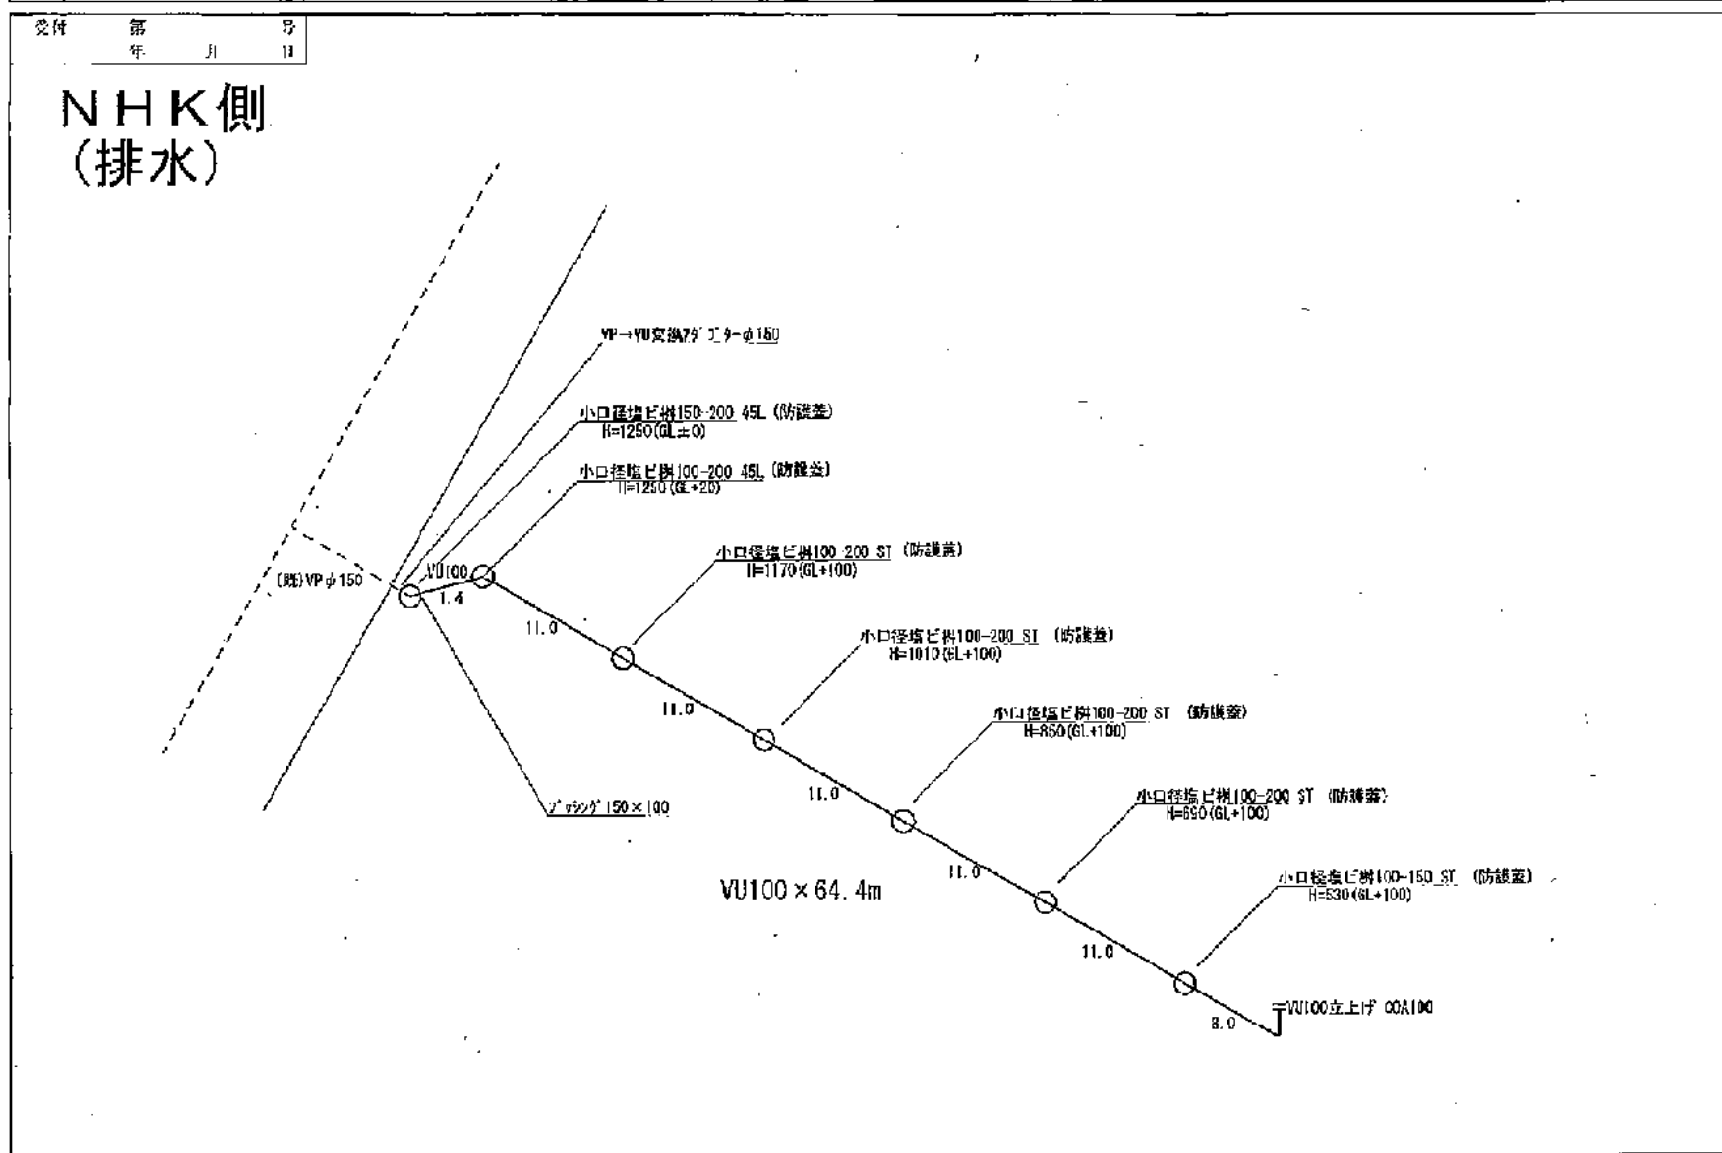 受付 第 号
年 月 日
NHK側
(排水)
VP→VU変換アダプター φ150
小口径塩ビ桝150-200 45L (防護蓋)
H=1250(GL±0)
小口径塩ビ桝100-200 45L (防護蓋)
H=1250(GL+20)
小口径塩ビ桝100-200 ST (防護蓋)
H=1170(GL+100)
(既)VPφ150
VU100
1.4
11.0
小口径塩ビ桝100-200 ST (防護蓋)
H=1010(GL+100)
11.0
小口径塩ビ桝100-200 ST (防護蓋)
H=850(GL+100)
11.0
ブッシング150×100
小口径塩ビ桝100-200 ST (防護蓋)
H=690(GL+100)
11.0
VU100×64.4m
小口径塩ビ桝100-150 ST (防護蓋)
H=530(GL+100)
11.0
VU100立上げ COA100
8.0